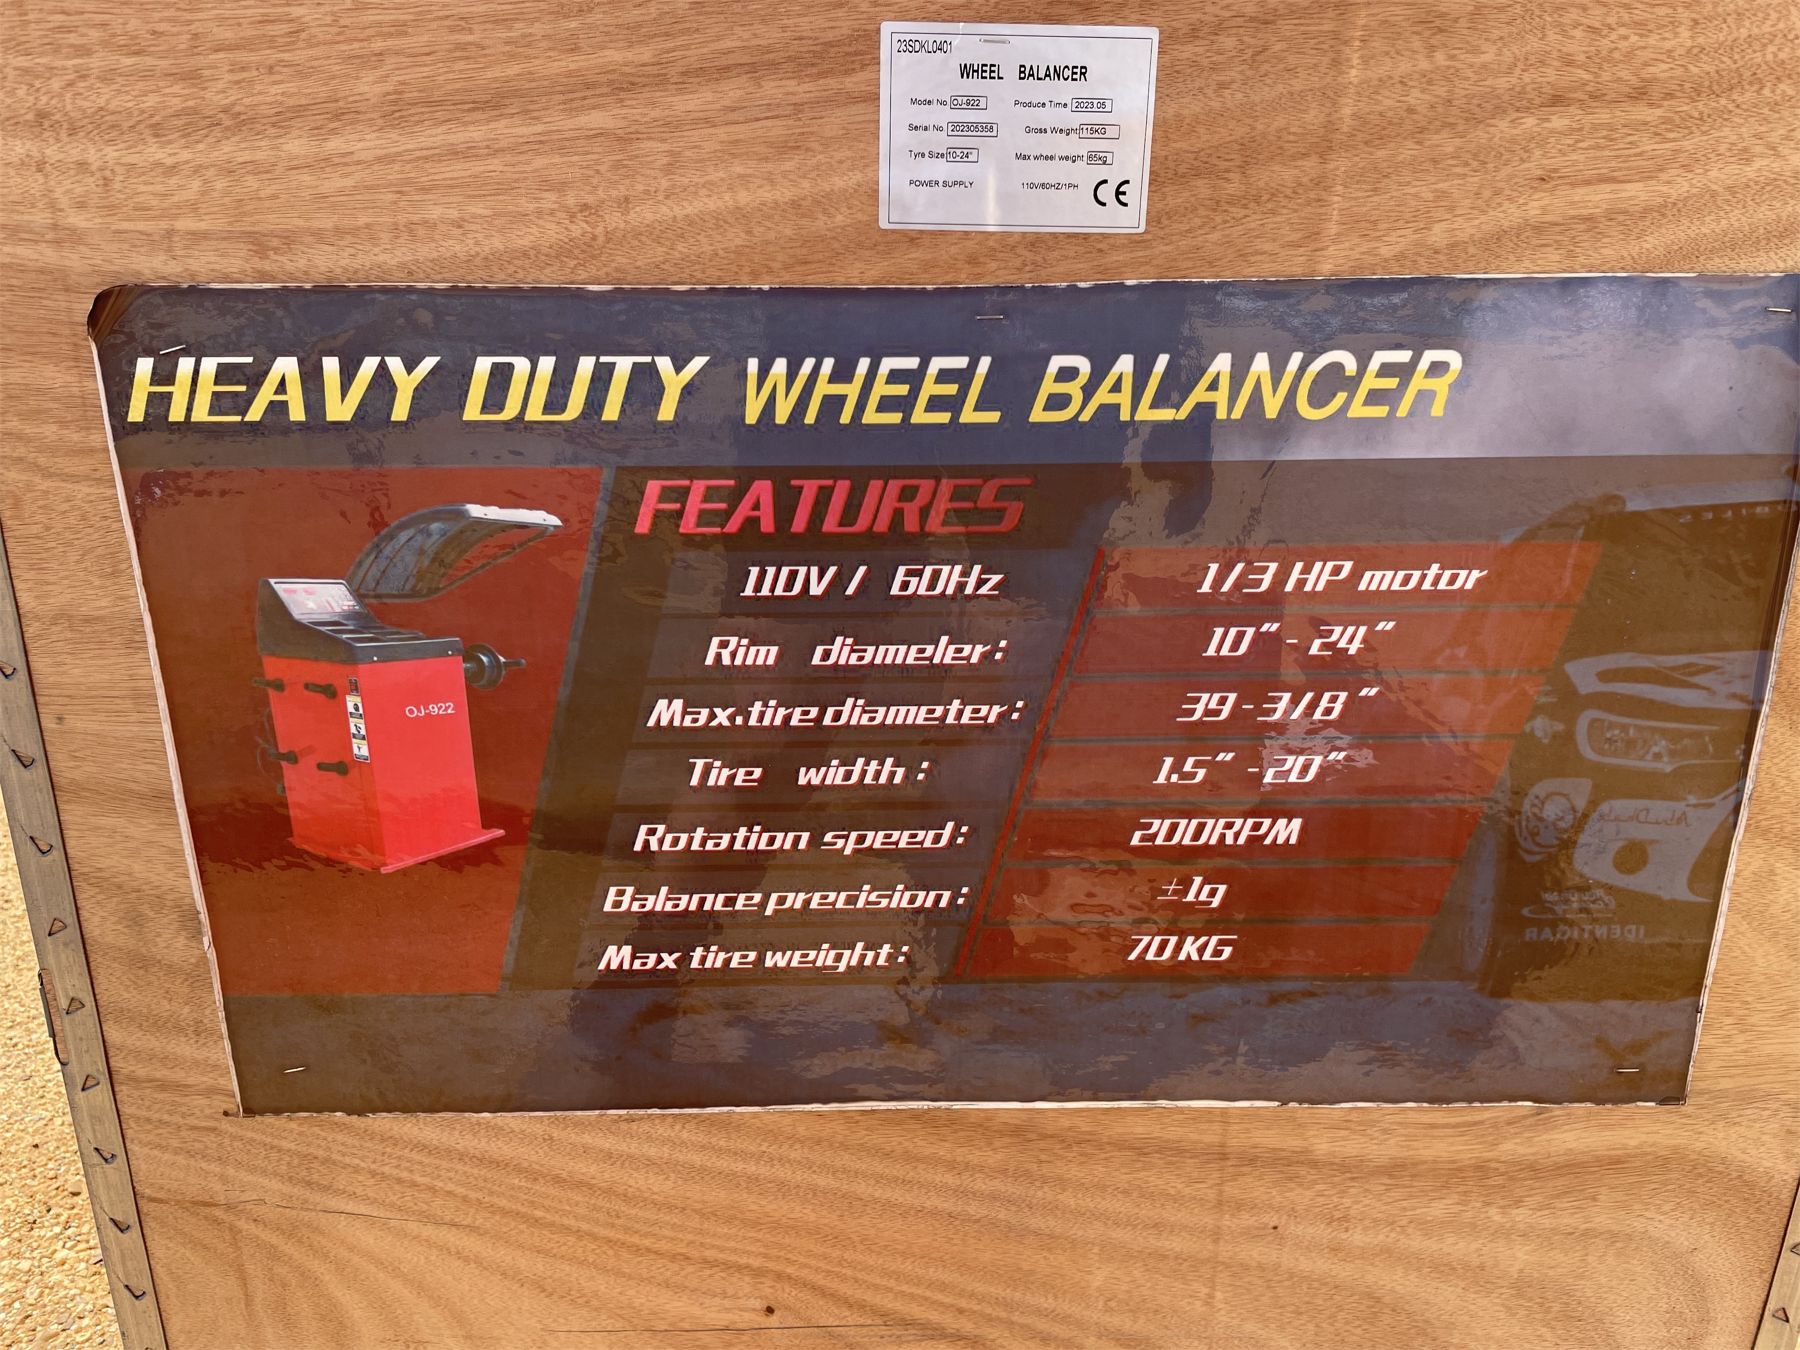 23SDKL0401
WHEEL BALANCER
Model No OJ-922 Produce Time 2023.05
Serial No. 202305358 Gross Weight 115KG
Tyre Size 10-24" Max wheel weight 65kg
POWER SUPPLY 110V/60HZ/1PH CE
HEAVY DUTY WHEEL BALANCER
FEATURES
110V / 60Hz 1/3 HP motor
Rim diameler: 10"- 24"
Max.tire diameter: 39-3/8"
Tire width: 1.5" -20"
Rotation speed: 200RPM
Balance precision: ±1g
Max tire weight: 70KG
OJ-922
IDENTICAR